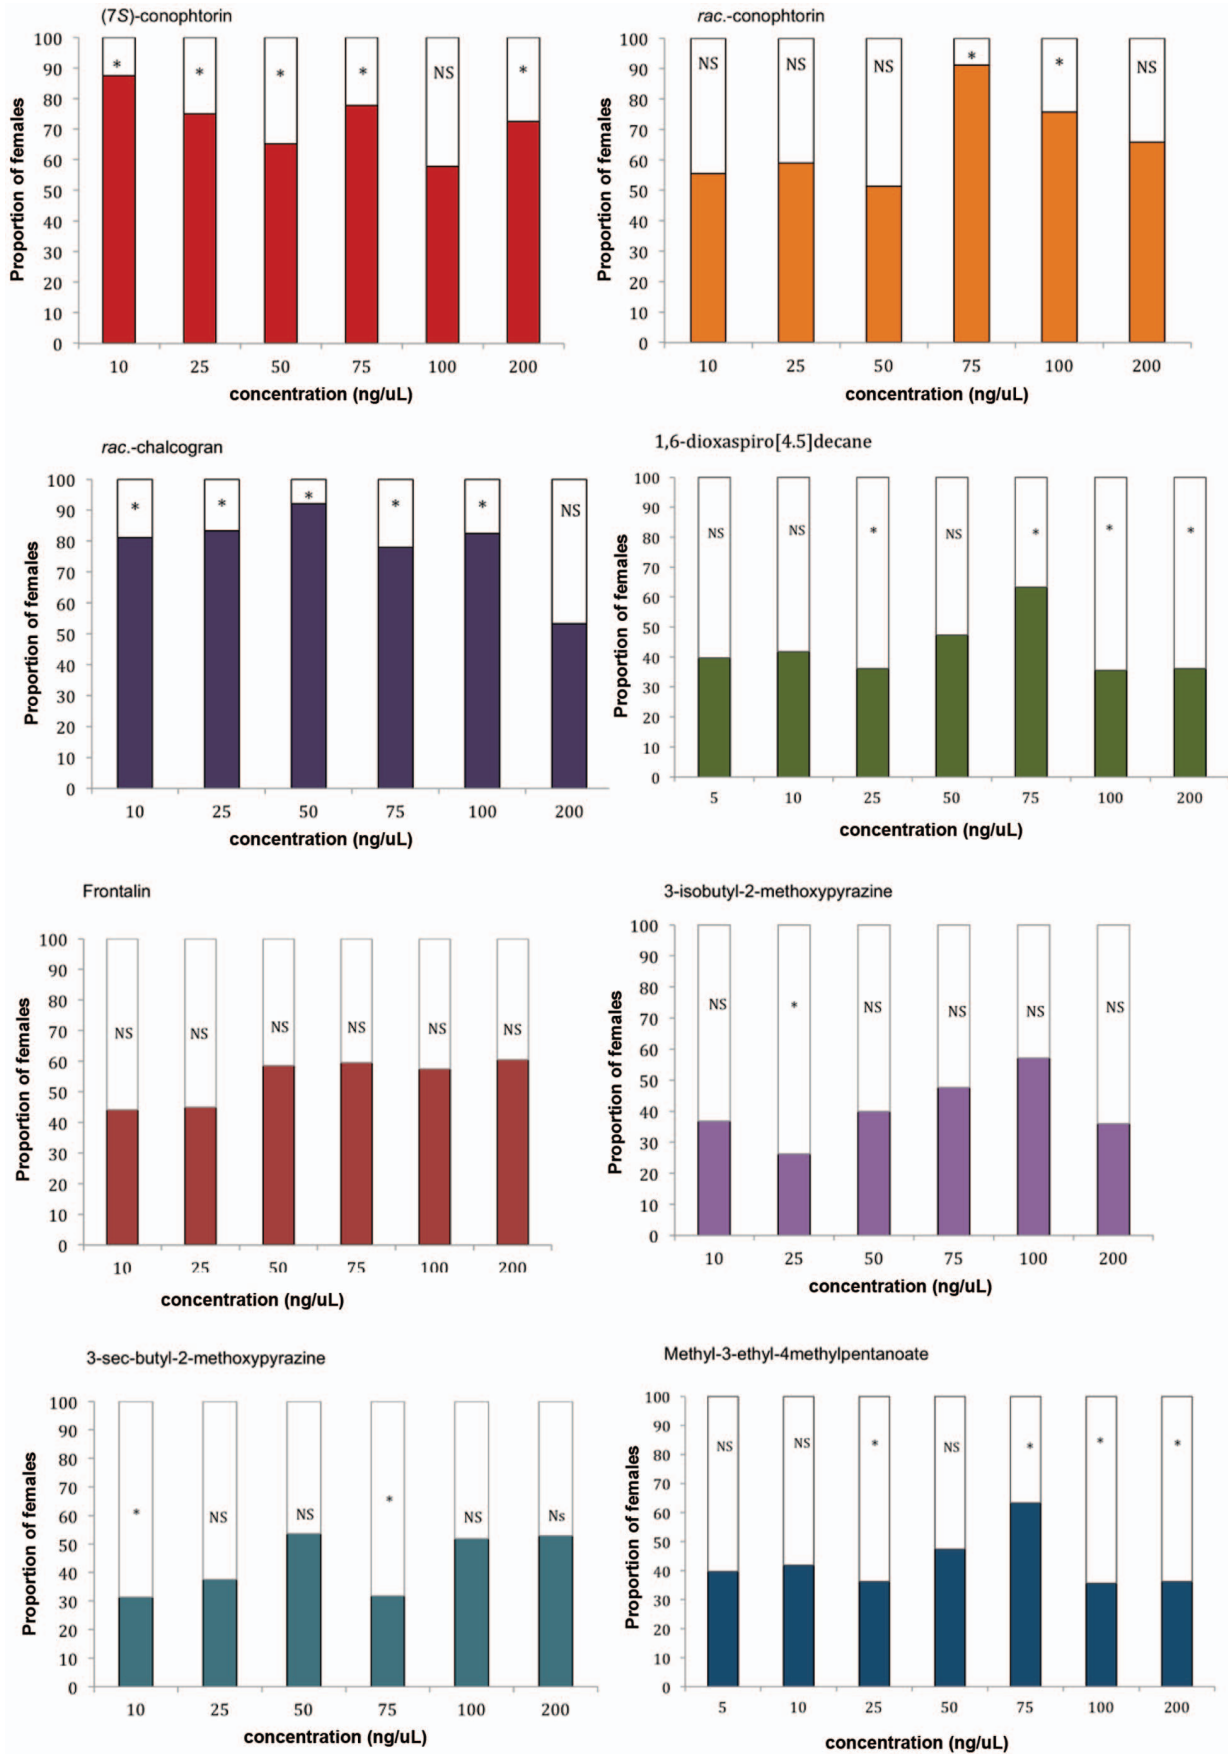 (7S)-conophtorin
100
90
80
70
60
50
40
30
20
10
0
Proportion of females
* * * * NS *
10 25 50 75 100 200
concentration (ng/uL)
rac.-conophtorin
100
90
80
70
60
50
40
30
20
10
0
Proportion of females
NS NS NS * * NS
10 25 50 75 100 200
concentration (ng/uL)
rac.-chalcogran
100
90
80
70
60
50
40
30
20
10
0
Proportion of females
* * * * * NS
10 25 50 75 100 200
concentration (ng/uL)
1,6-dioxaspiro[4.5]decane
100
90
80
70
60
50
40
30
20
10
0
Proportion of females
NS NS * NS * * *
5 10 25 50 75 100 200
concentration (ng/uL)
Frontalin
100
90
80
70
60
50
40
30
20
10
0
Proportion of females
NS NS NS NS NS NS
10 25 50 75 100 200
concentration (ng/uL)
3-isobutyl-2-methoxypyrazine
100
90
80
70
60
50
40
30
20
10
0
Proportion of females
NS * NS NS NS NS
10 25 50 75 100 200
concentration (ng/uL)
3-sec-butyl-2-methoxypyrazine
100
90
80
70
60
50
40
30
20
10
0
Proportion of females
* NS NS * NS Ns
10 25 50 75 100 200
concentration (ng/uL)
Methyl-3-ethyl-4methylpentanoate
100
90
80
70
60
50
40
30
20
10
0
Proportion of females
NS NS * NS * * *
5 10 25 50 75 100 200
concentration (ng/uL)